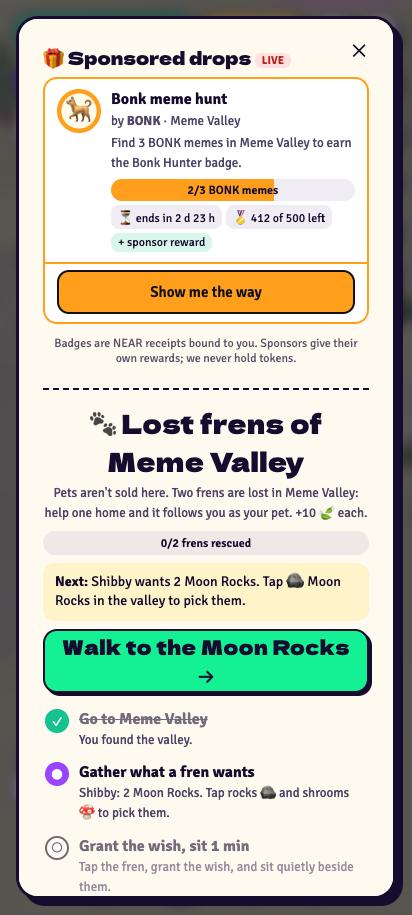 🎁 Sponsored drops LIVE
Bonk meme hunt
by BONK · Meme Valley
Find 3 BONK memes in Meme Valley to earn
the Bonk Hunter badge.
2/3 BONK memes
⏳ ends in 2 d 23 h 🏅 412 of 500 left
+ sponsor reward
Show me the way
Badges are NEAR receipts bound to you. Sponsors give their
own rewards; we never hold tokens.
🐾 Lost frens of
Meme Valley
Pets aren't sold here. Two frens are lost in Meme Valley:
help one home and it follows you as your pet. +10 🍃 each.
0/2 frens rescued
Next: Shibby wants 2 Moon Rocks. Tap 🪨 Moon
Rocks in the valley to pick them.
Walk to the Moon Rocks
→
Go to Meme Valley
You found the valley.
Gather what a fren wants
Shibby: 2 Moon Rocks. Tap rocks 🪨 and shrooms
🍄 to pick them.
Grant the wish, sit 1 min
Tap the fren, grant the wish, and sit quietly beside
them.